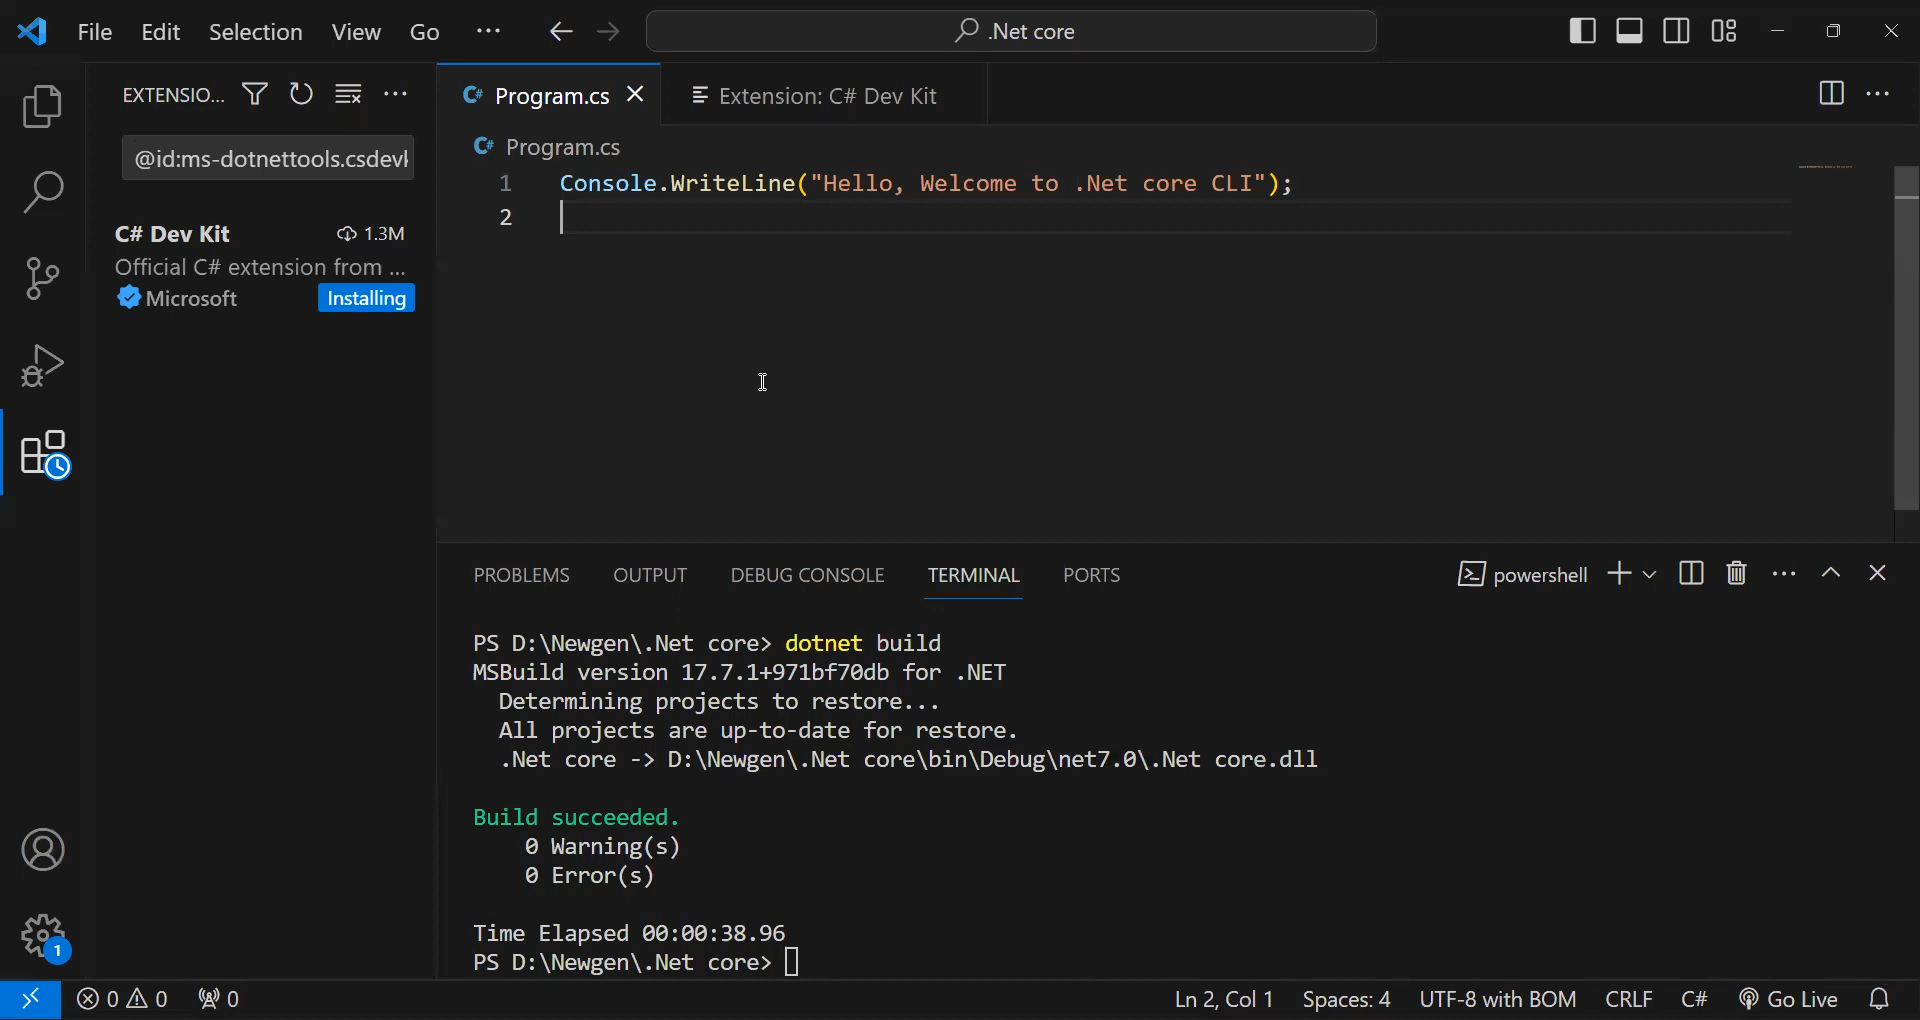 File Edit Selection View Go ··· .Net core
EXTENSIO...
Program.cs Extension: C# Dev Kit
@id:ms-dotnettools.csdevk
C# Dev Kit 1.3M
Official C# extension from ...
Microsoft Installing
C# Program.cs
1 Console.WriteLine("Hello, Welcome to .Net core CLI");
2
PROBLEMS OUTPUT DEBUG CONSOLE TERMINAL PORTS powershell
PS D:\Newgen\.Net core> dotnet build
MSBuild version 17.7.1+971bf70db for .NET
Determining projects to restore...
All projects are up-to-date for restore.
.Net core -> D:\Newgen\.Net core\bin\Debug\net7.0\.Net core.dll
Build succeeded.
0 Warning(s)
0 Error(s)
Time Elapsed 00:00:38.96
PS D:\Newgen\.Net core>
1
0 0 0 Ln 2, Col 1 Spaces: 4 UTF-8 with BOM CRLF C# Go Live